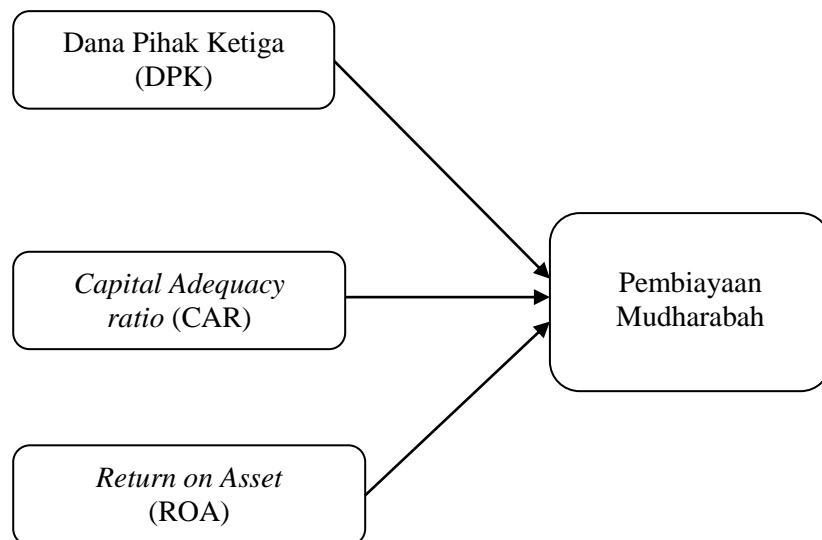 Dana Pihak Ketiga
(DPK)
Capital Adequacy
ratio (CAR)
Pembiayaan
Mudharabah
Return on Asset
(ROA)